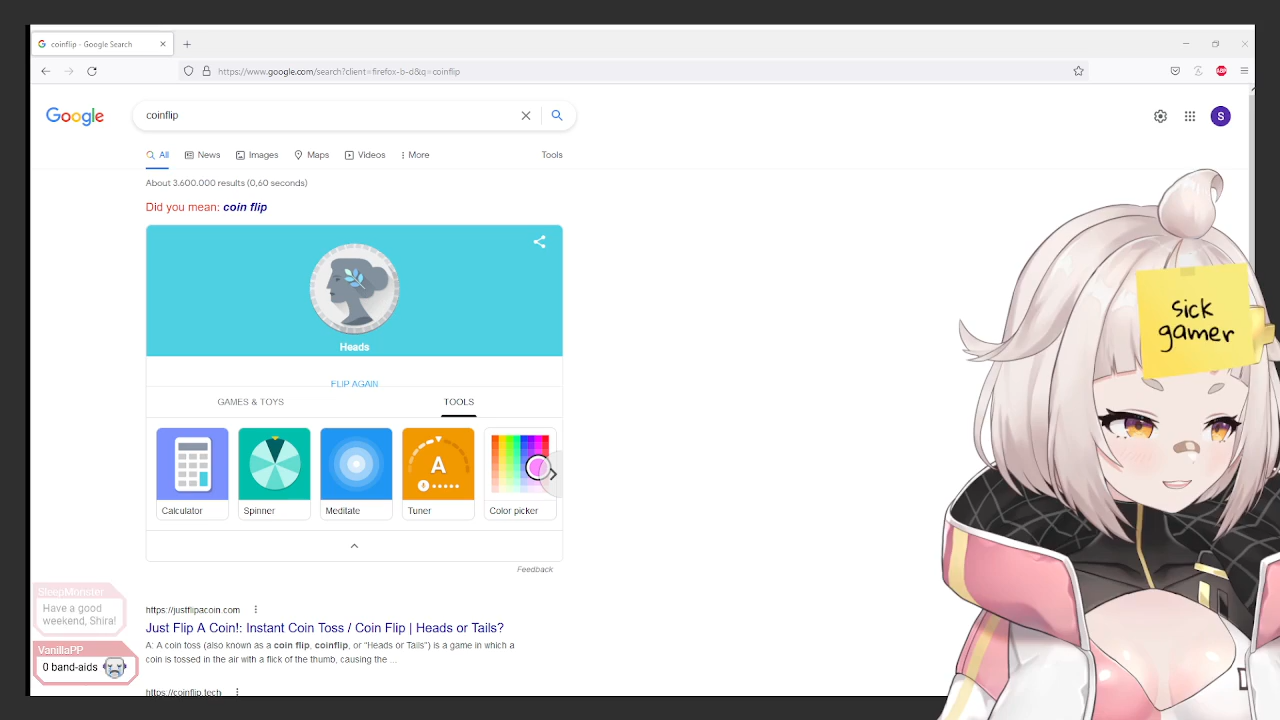 coinflip - Google Search
https://www.google.com/search?client=firefox-b-d&q=coinflip
ABP
Google
coinflip
S
All
News
Images
Maps
Videos
More
Tools
About 3.600.000 results (0,60 seconds)
Did you mean: coin flip
Heads
FLIP AGAIN
GAMES & TOYS
TOOLS
A
Calculator
Spinner
Meditate
Tuner
Color picker
Feedback
https://justflipacoin.com
Just Flip A Coin!: Instant Coin Toss / Coin Flip | Heads or Tails?
A: A coin toss (also known as a coin flip, coinflip, or "Heads or Tails") is a game in which a
coin is tossed in the air with a flick of the thumb, causing the ...
https://coinflip.tech
SleepMonster
Have a good
weekend, Shira!
VanillaPP
0 band-aids
sick
gamer